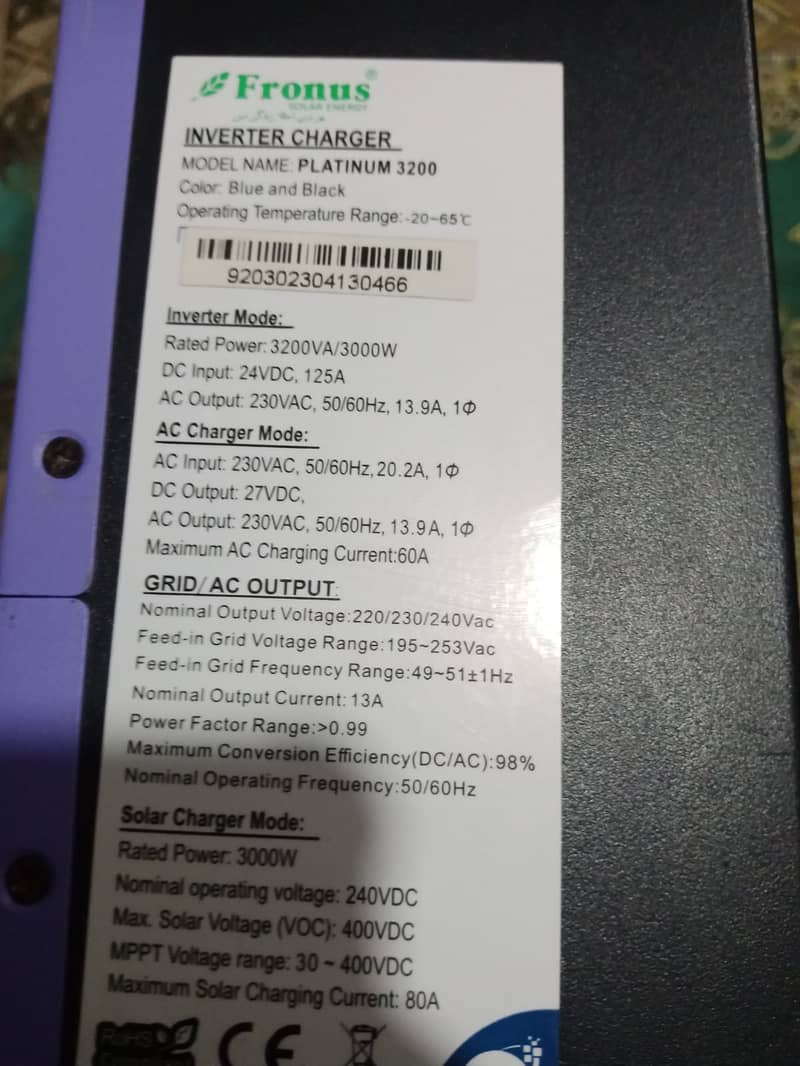 Fronus®
SOLAR ENERGY
INVERTER CHARGER
MODEL NAME: PLATINUM 3200
Color: Blue and Black
Operating Temperature Range:-20~65℃
920302304130466
Inverter Mode:
Rated Power:3200VA/3000W
DC Input: 24VDC, 125A
AC Output: 230VAC, 50/60Hz, 13.9A, 1Φ
AC Charger Mode:
AC Input: 230VAC, 50/60Hz, 20.2A, 1Φ
DC Output: 27VDC,
AC Output: 230VAC, 50/60Hz, 13.9A, 1Φ
Maximum AC Charging Current:60A
GRID/AC OUTPUT:
Nominal Output Voltage:220/230/240Vac
Feed-in Grid Voltage Range:195~253Vac
Feed-in Grid Frequency Range:49~51±1Hz
Nominal Output Current: 13A
Power Factor Range:>0.99
Maximum Conversion Efficiency(DC/AC):98%
Nominal Operating Frequency:50/60Hz
Solar Charger Mode:
Rated Power: 3000W
Nominal operating voltage: 240VDC
Max. Solar Voltage (VOC): 400VDC
MPPT Voltage range: 30 ~ 400VDC
Maximum Solar Charging Current: 80A
RoHS CE